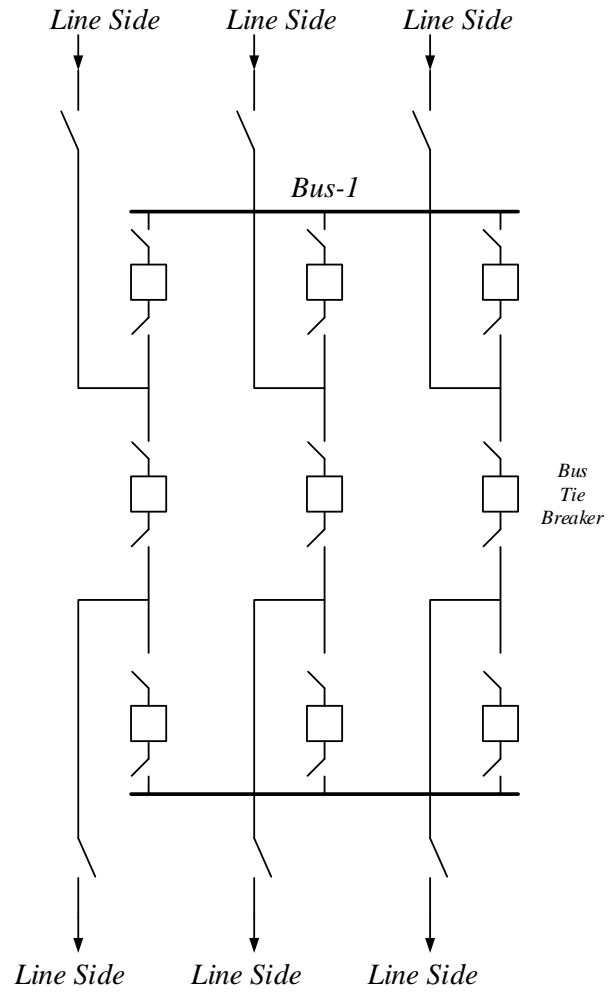 Line Side Line Side Line Side
Bus-1
Bus
Tie
Breaker
Line Side Line Side Line Side